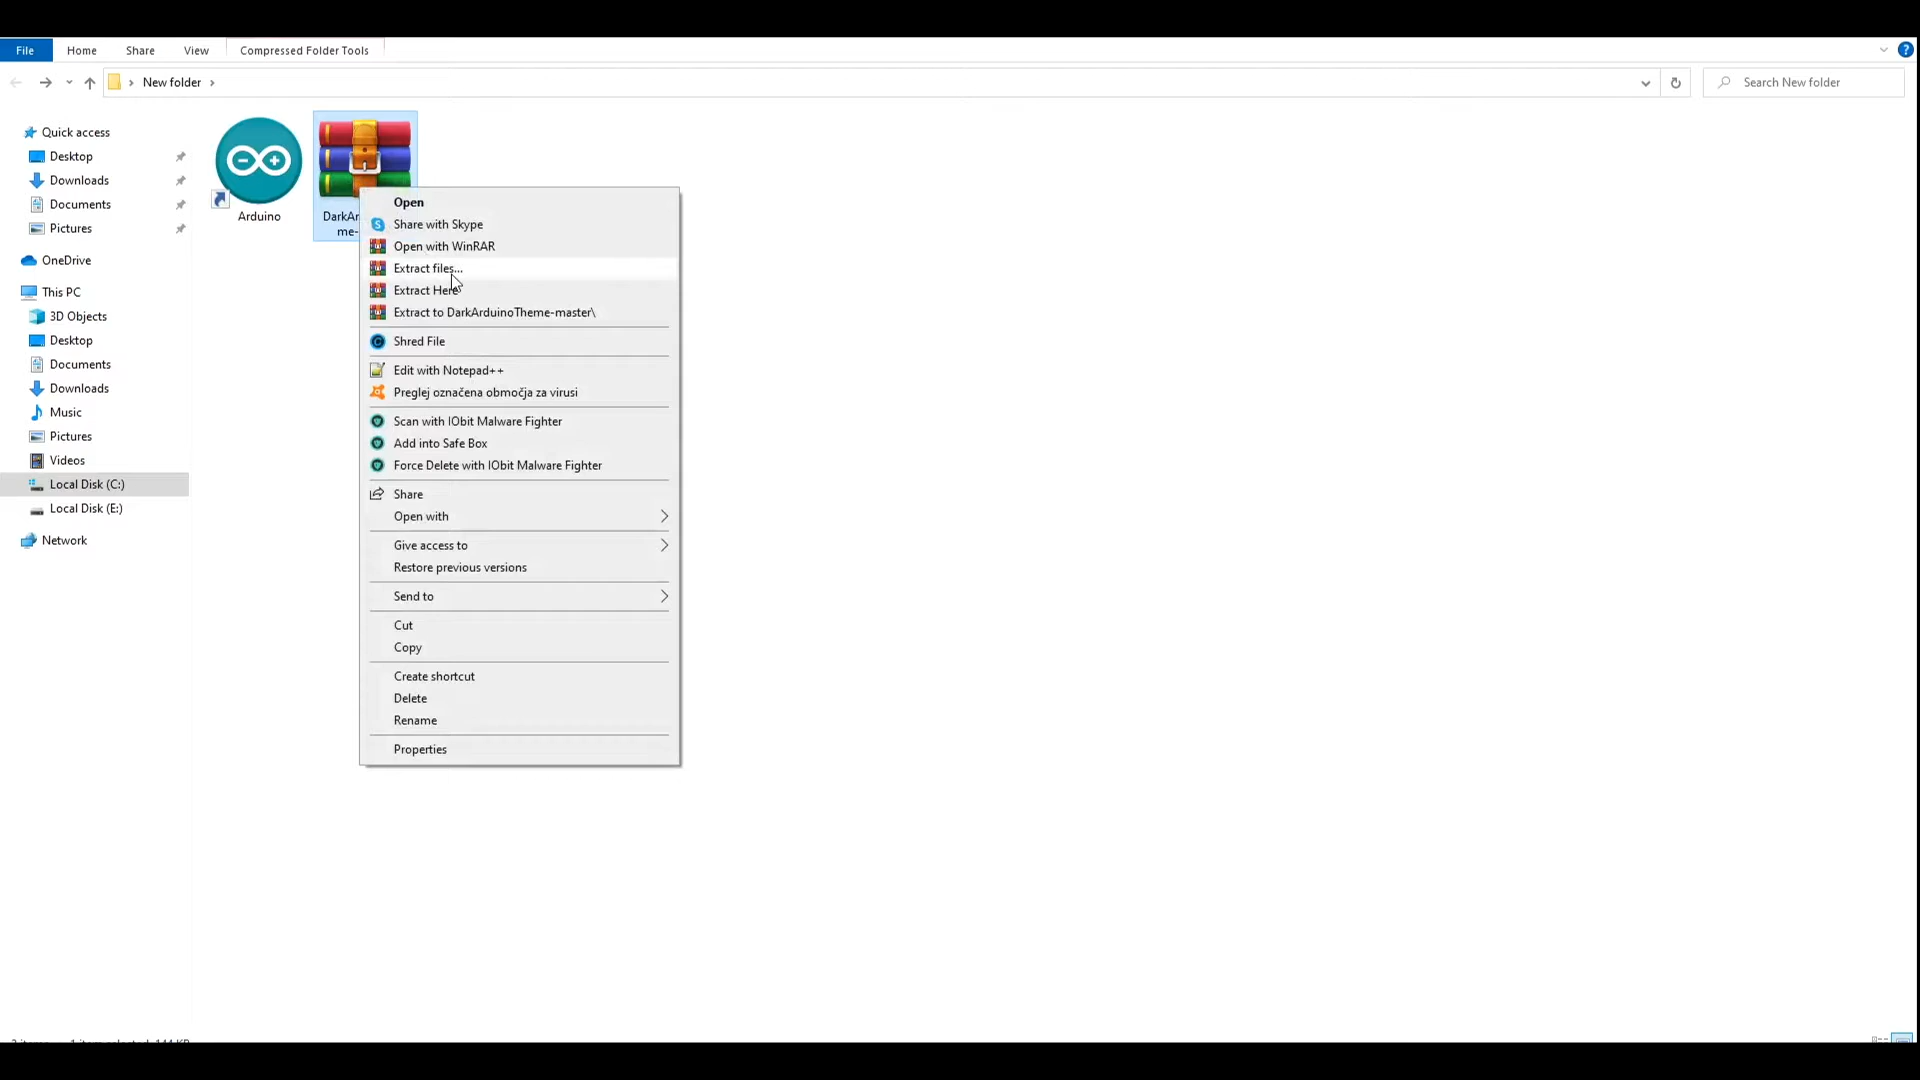 File
Home
Share
View
Compressed Folder Tools
New folder
Search New folder
Quick access
Desktop
Downloads
Documents
Pictures
OneDrive
This PC
3D Objects
Desktop
Documents
Downloads
Music
Pictures
Videos
Local Disk (C:)
Local Disk (E:)
Network
Arduino
DarkAr
me-
Open
Share with Skype
Open with WinRAR
Extract files...
Extract Here
Extract to DarkArduinoTheme-master\
Shred File
Edit with Notepad++
Preglej označena območja za virusi
Scan with IObit Malware Fighter
Add into Safe Box
Force Delete with IObit Malware Fighter
Share
Open with
Give access to
Restore previous versions
Send to
Cut
Copy
Create shortcut
Delete
Rename
Properties